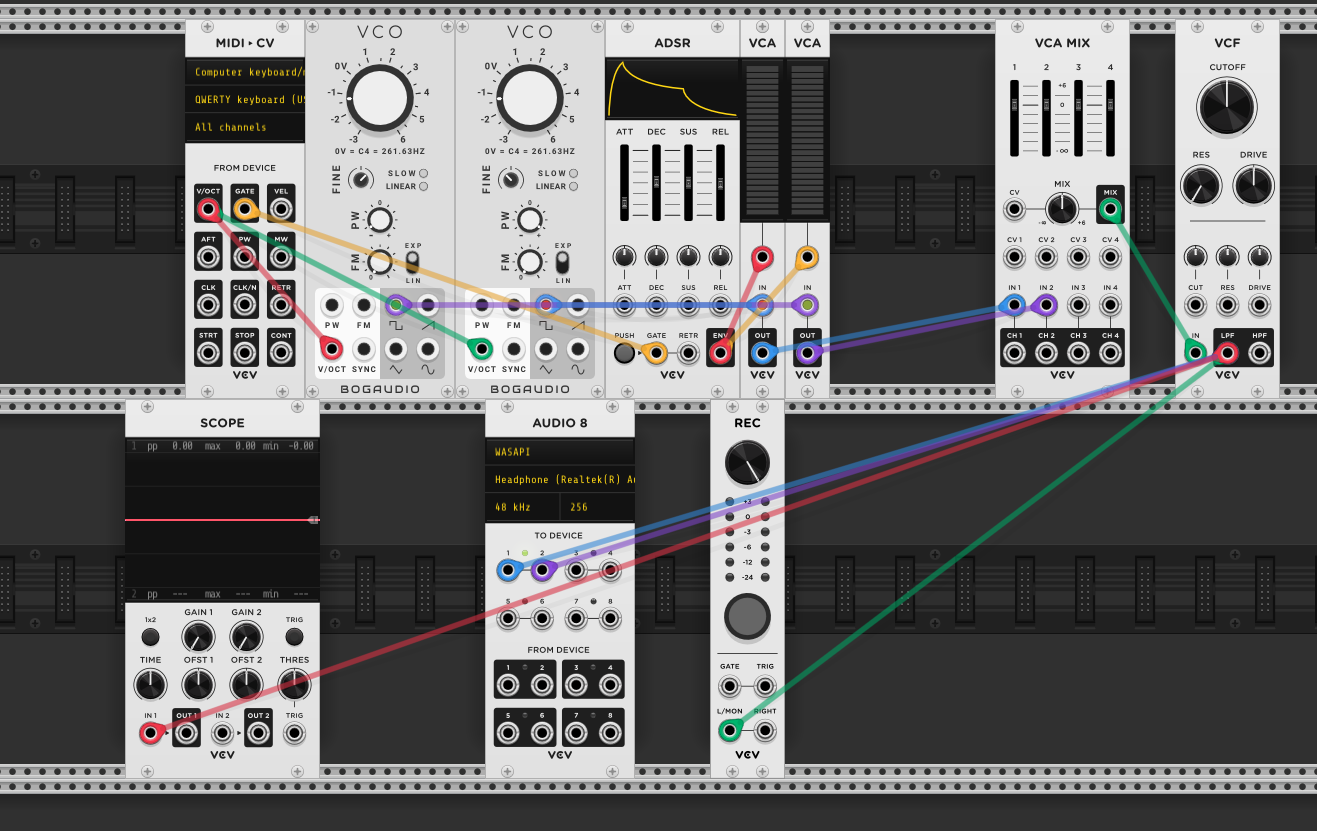 MIDI▸CV
Computer keyboard/m
QWERTY keyboard (US
All channels
FROM DEVICE
V/OCT GATE VEL
AFT PW MW
CLK CLK/N RETR
STRT STOP CONT
VCV
VCO
1 2
0V 3
-1 4
-2 5
-3 6
0V = C4 = 261.63HZ
FINE SLOW
LINEAR
PW 0
- +
FM EXP
0 LIN
PW FM
V/OCT SYNC
BOGAUDIO
VCO
1 2
0V 3
-1 4
-2 5
-3 6
0V = C4 = 261.63HZ
FINE SLOW
LINEAR
PW 0
- +
FM EXP
0 LIN
PW FM
V/OCT SYNC
BOGAUDIO
ADSR
ATT DEC SUS REL
ATT DEC SUS REL
PUSH GATE RETR ENV
VCV
VCA
IN
OUT
VCV
VCA
IN
OUT
VCV
VCA MIX
1 2 3 4
+6
0
-∞
CV MIX MIX
-∞ +6
CV 1 CV 2 CV 3 CV 4
IN 1 IN 2 IN 3 IN 4
CH 1 CH 2 CH 3 CH 4
VCV
VCF
CUTOFF
RES DRIVE
CUT RES DRIVE
IN LPF HPF
VCV
SCOPE
1 pp 0.00 max 0.00 min -0.00
2 pp --- max --- min ---
GAIN 1 GAIN 2
1x2 TRIG
TIME OFST 1 OFST 2 THRES
IN 1 OUT 1 IN 2 OUT 2 TRIG
VCV
AUDIO 8
WASAPI
Headphone (Realtek(R) Au
48 kHz 256
TO DEVICE
1 2 3 4
5 6 7 8
FROM DEVICE
1 2 3 4
5 6 7 8
VCV
REC
+3
0
-3
-6
-12
-24
GATE TRIG
L/MON RIGHT
VCV